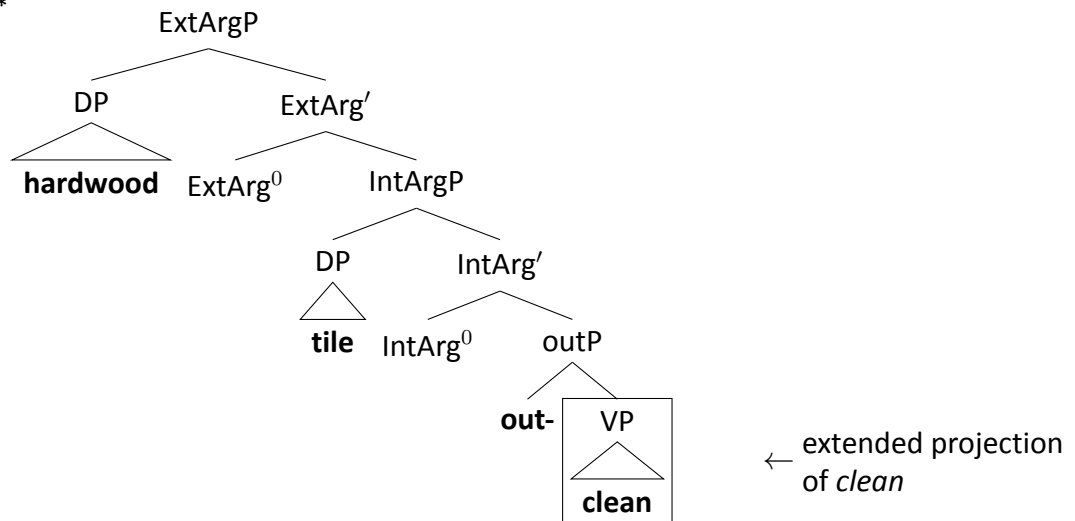 *
ExtArgP
DP ExtArg′
hardwood ExtArg⁰ IntArgP
DP IntArg′
tile IntArg⁰ outP
out- VP
← extended projection
of clean
clean